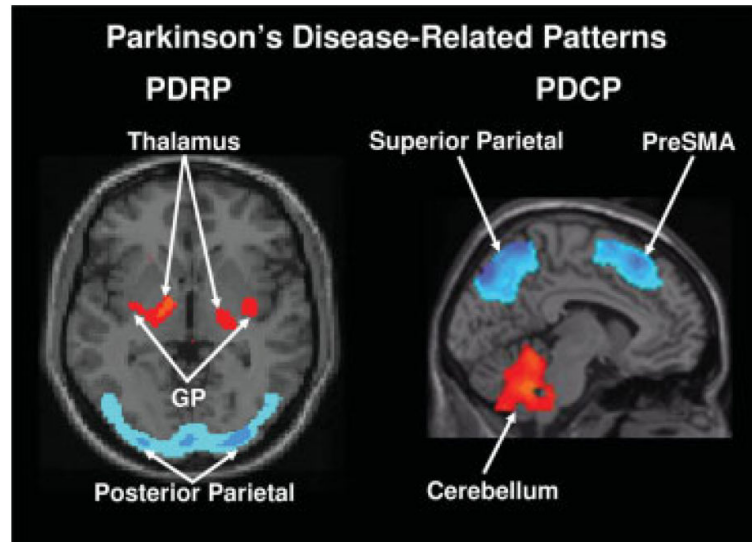 Parkinson's Disease-Related Patterns
PDRP
PDCP
Thalamus
Superior Parietal
PreSMA
GP
Posterior Parietal
Cerebellum